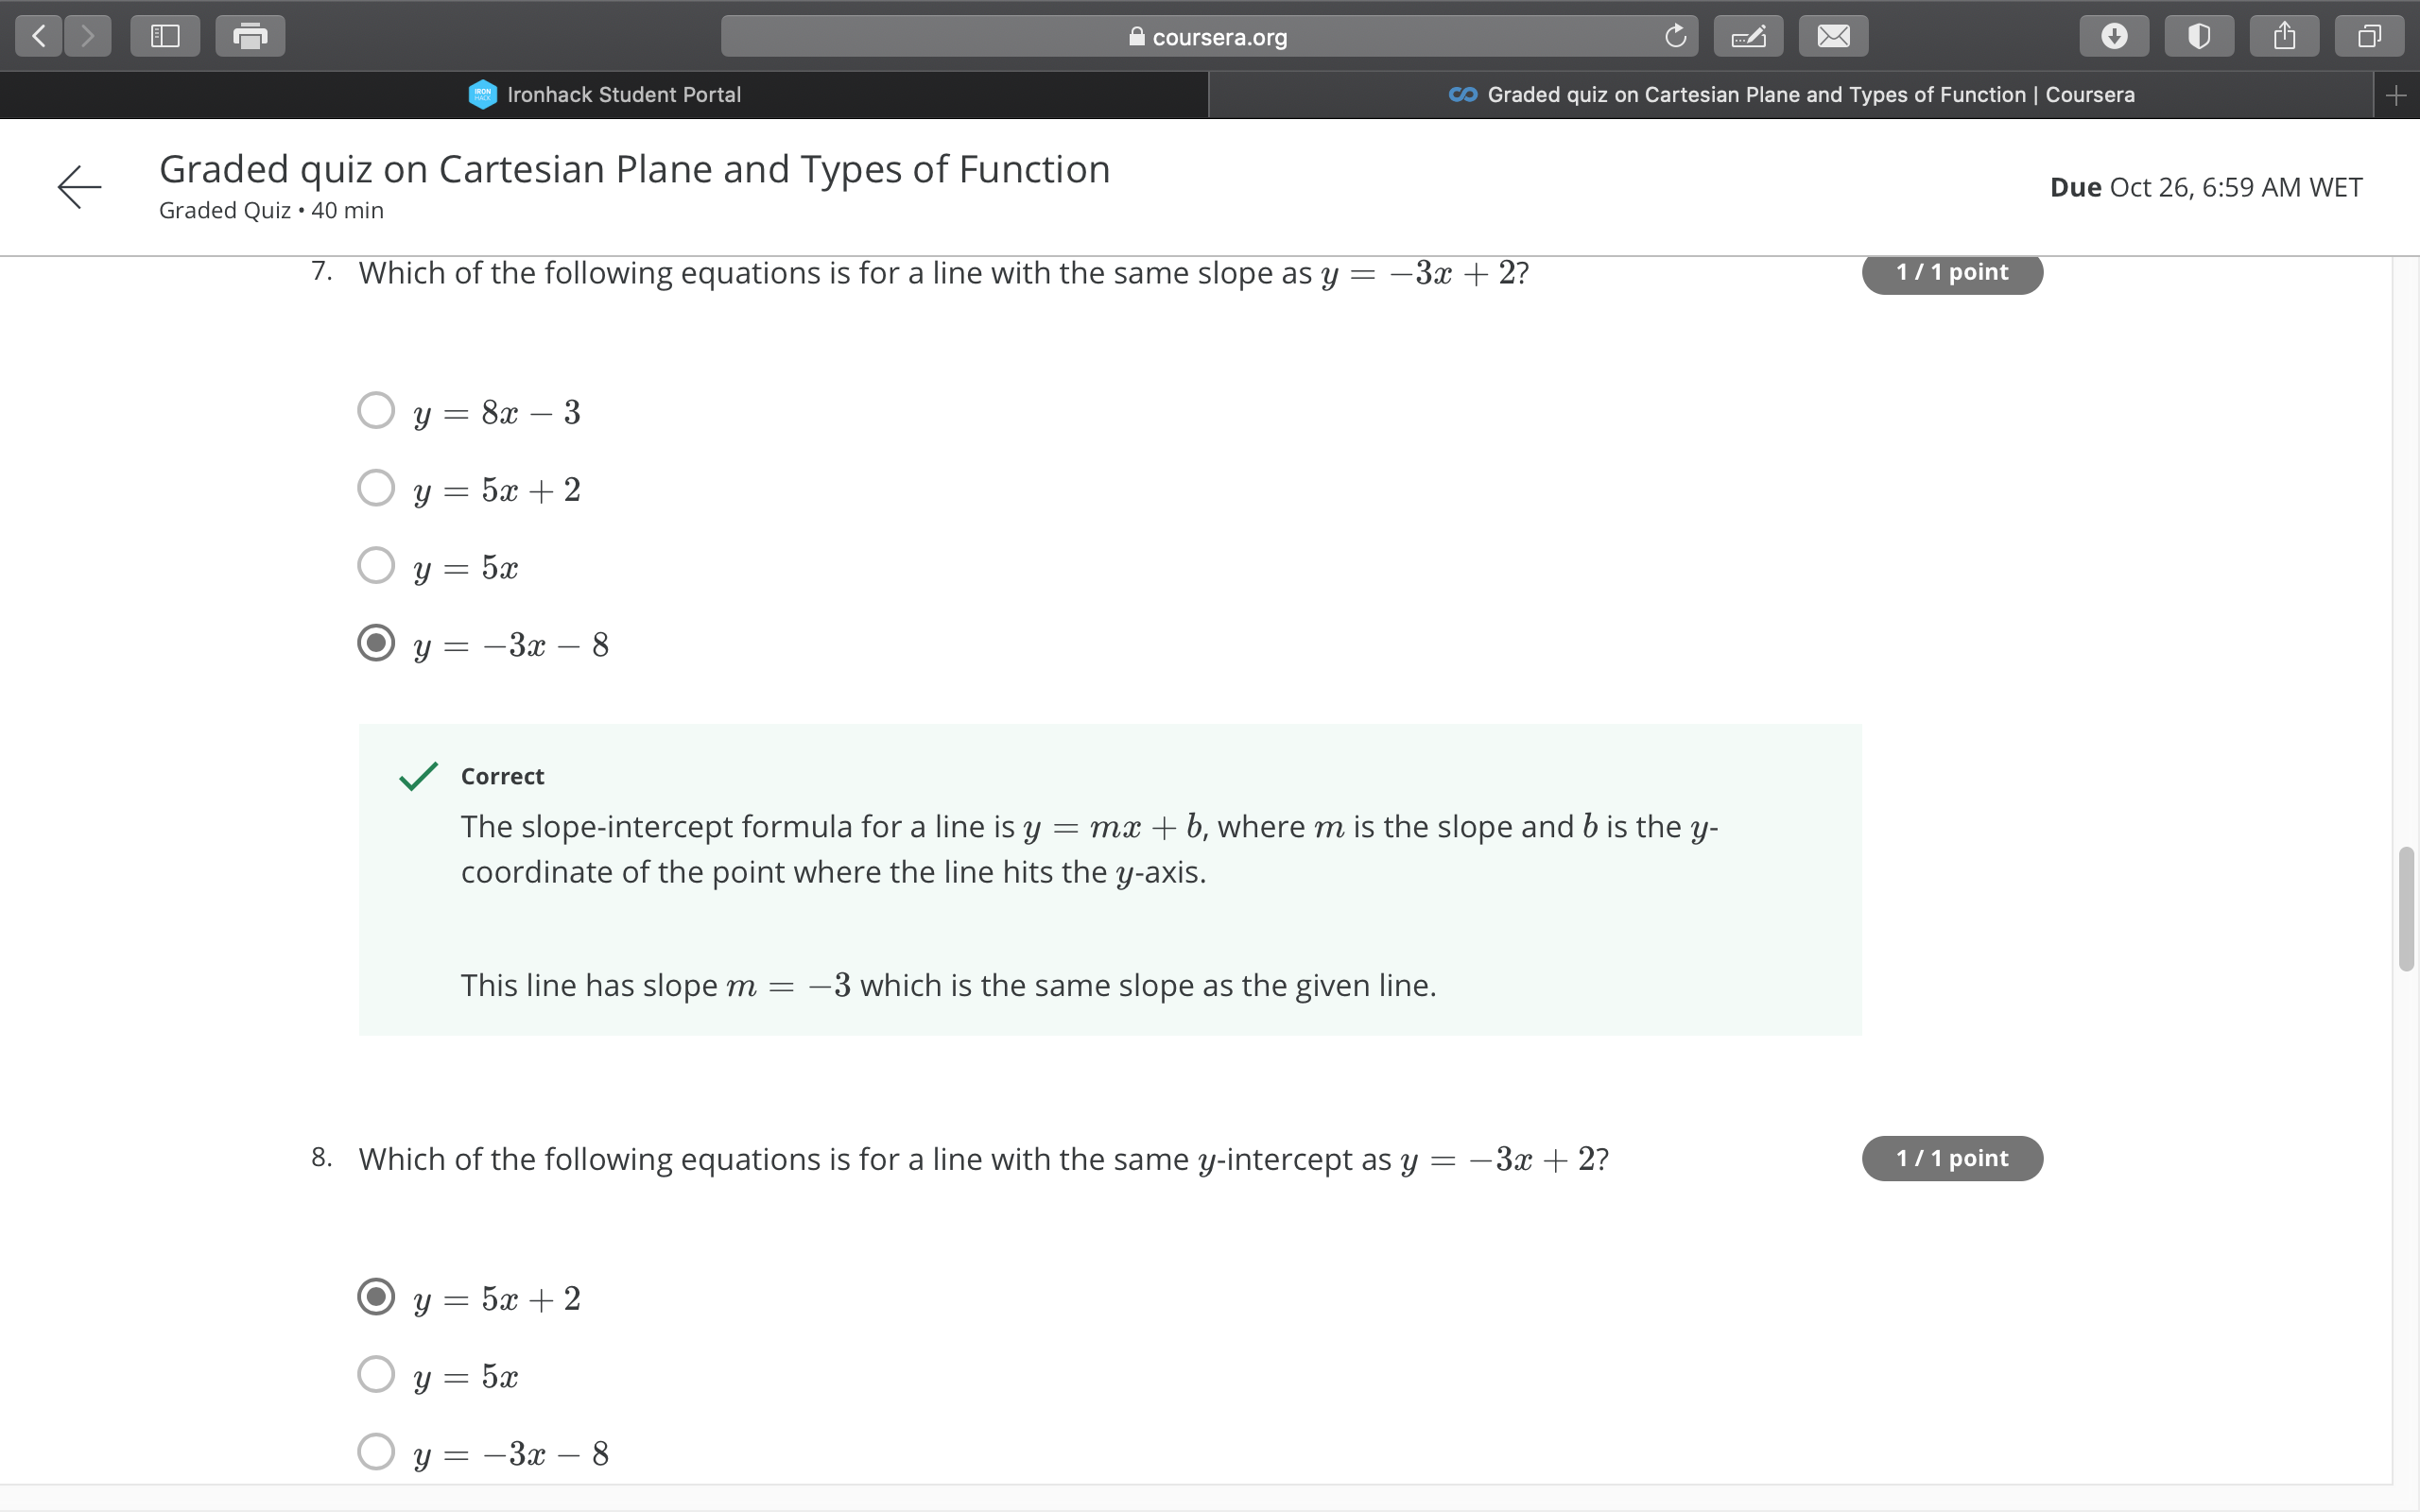 coursera.org
IRON HACK Ironhack Student Portal
Graded quiz on Cartesian Plane and Types of Function | Coursera
Graded quiz on Cartesian Plane and Types of Function
Graded Quiz • 40 min
Due Oct 26, 6:59 AM WET
7. Which of the following equations is for a line with the same slope as y = −3x + 2?
1 / 1 point
y = 8x − 3
y = 5x + 2
y = 5x
y = −3x − 8
Correct
The slope-intercept formula for a line is y = mx + b, where m is the slope and b is the y-
coordinate of the point where the line hits the y-axis.
This line has slope m = −3 which is the same slope as the given line.
8. Which of the following equations is for a line with the same y-intercept as y = −3x + 2?
1 / 1 point
y = 5x + 2
y = 5x
y = −3x − 8